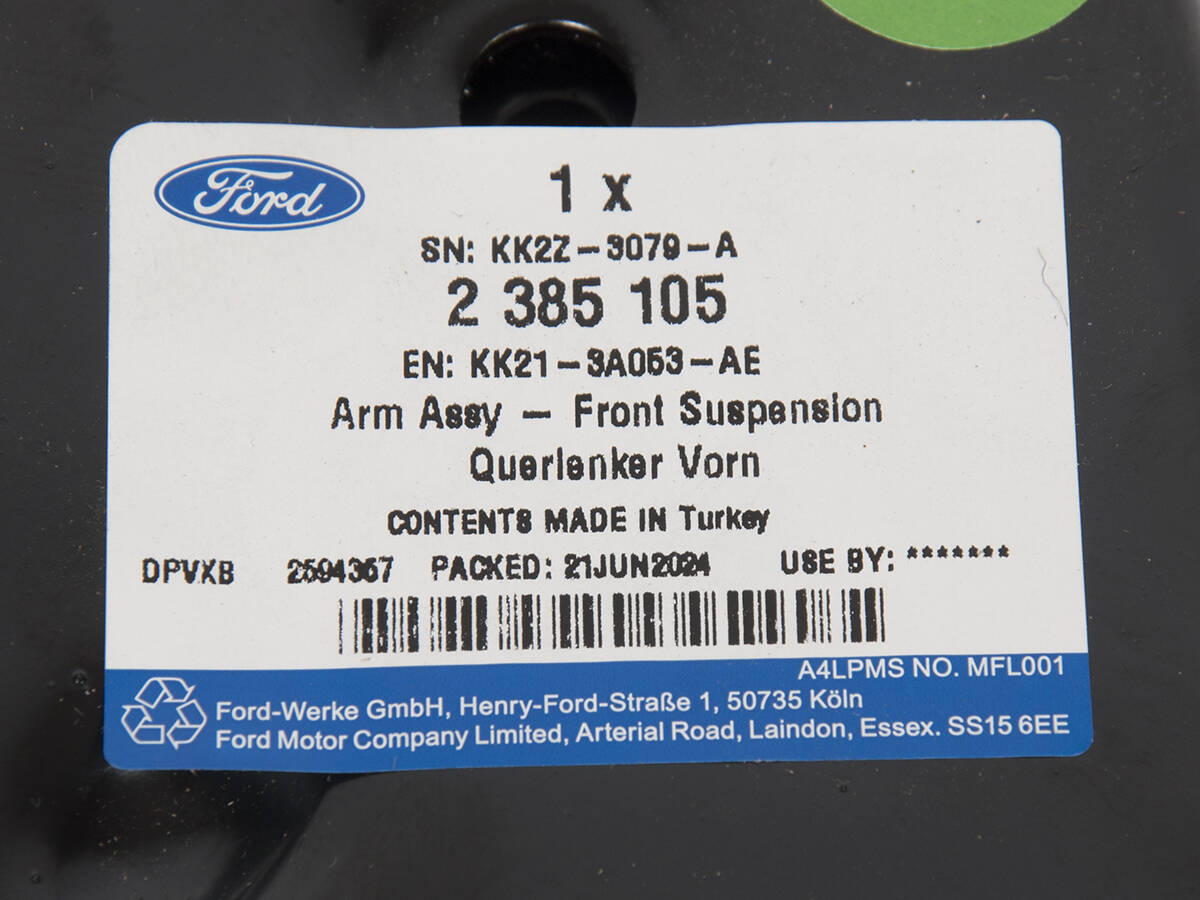 Ford
1 x
SN: KK2Z-3079-A
2 385 105
EN: KK21-3A053-AE
Arm Assy - Front Suspension
Querlenker Vorn
CONTENTS MADE IN Turkey
DPVXB 2594367 PACKED: 21JUN2024 USE BY: *******
A4LPMS NO. MFL001
Ford-Werke GmbH, Henry-Ford-Straße 1, 50735 Köln
Ford Motor Company Limited, Arterial Road, Laindon, Essex. SS15 6EE